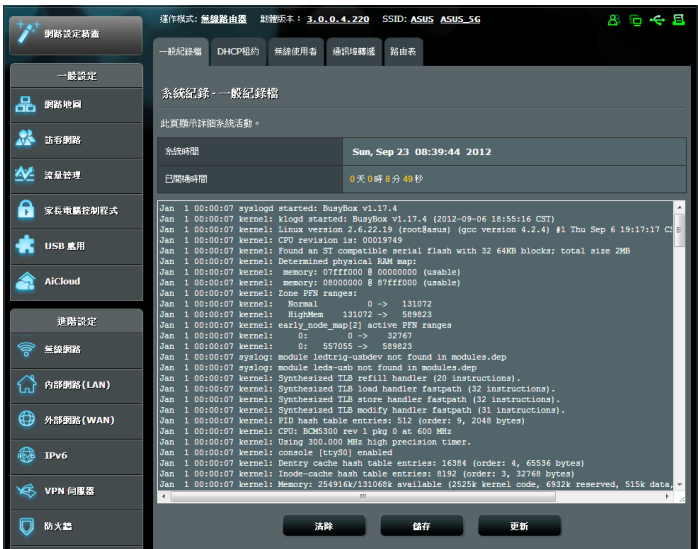 網路設定精靈
一般設定
網路地圖
訪客網路
流量管理
家長電腦控制程式
USB 應用
AiCloud
進階設定
無線網路
內部網路(LAN)
外部網路(WAN)
IPv6
VPN 伺服器
防火牆
運作模式: 無線路由器 韌體版本: 3.0.0.4.220 SSID: ASUS ASUS_5G
一般紀錄檔 DHCP租約 無線使用者 通訊埠轉遞 路由表
系統紀錄 - 一般紀錄檔
此頁顯示詳細系統活動。
系統時間 Sun, Sep 23 08:39:44 2012
已開機時間 0 天 0 時 8 分 49 秒
Jan 1 00:00:07 syslogd started: BusyBox v1.17.4
Jan 1 00:00:07 kernel: klogd started: BusyBox v1.17.4 (2012-09-06 18:55:16 CST)
Jan 1 00:00:07 kernel: Linux version 2.6.22.19 (root@asus) (gcc version 4.2.4) #1 Thu Sep 6 19:17:17 CS
Jan 1 00:00:07 kernel: CPU revision is: 00019749
Jan 1 00:00:07 kernel: Found an ST compatible serial flash with 32 64KB blocks; total size 2MB
Jan 1 00:00:07 kernel: Determined physical RAM map:
Jan 1 00:00:07 kernel: memory: 07fff000 @ 00000000 (usable)
Jan 1 00:00:07 kernel: memory: 08000000 @ 87fff000 (usable)
Jan 1 00:00:07 kernel: Zone PFN ranges:
Jan 1 00:00:07 kernel: Normal 0 -> 131072
Jan 1 00:00:07 kernel: HighMem 131072 -> 589823
Jan 1 00:00:07 kernel: early_node_map[2] active PFN ranges
Jan 1 00:00:07 kernel: 0: 0 -> 32767
Jan 1 00:00:07 kernel: 0: 557055 -> 589823
Jan 1 00:00:07 syslog: module ledtrig-usbdev not found in modules.dep
Jan 1 00:00:07 syslog: module leds-usb not found in modules.dep
Jan 1 00:00:07 kernel: Synthesized TLB refill handler (20 instructions).
Jan 1 00:00:07 kernel: Synthesized TLB load handler fastpath (32 instructions).
Jan 1 00:00:07 kernel: Synthesized TLB store handler fastpath (32 instructions).
Jan 1 00:00:07 kernel: Synthesized TLB modify handler fastpath (31 instructions).
Jan 1 00:00:07 kernel: PID hash table entries: 512 (order: 9, 2048 bytes)
Jan 1 00:00:07 kernel: CPU: BCM5300 rev 1 pkg 0 at 600 MHz
Jan 1 00:00:07 kernel: Using 300.000 MHz high precision timer.
Jan 1 00:00:07 kernel: console [ttyS0] enabled
Jan 1 00:00:07 kernel: Dentry cache hash table entries: 16384 (order: 4, 65536 bytes)
Jan 1 00:00:07 kernel: Inode-cache hash table entries: 8192 (order: 3, 32768 bytes)
Jan 1 00:00:07 kernel: Memory: 254916k/131068k available (2525k kernel code, 6932k reserved, 515k data,
清除 儲存 更新